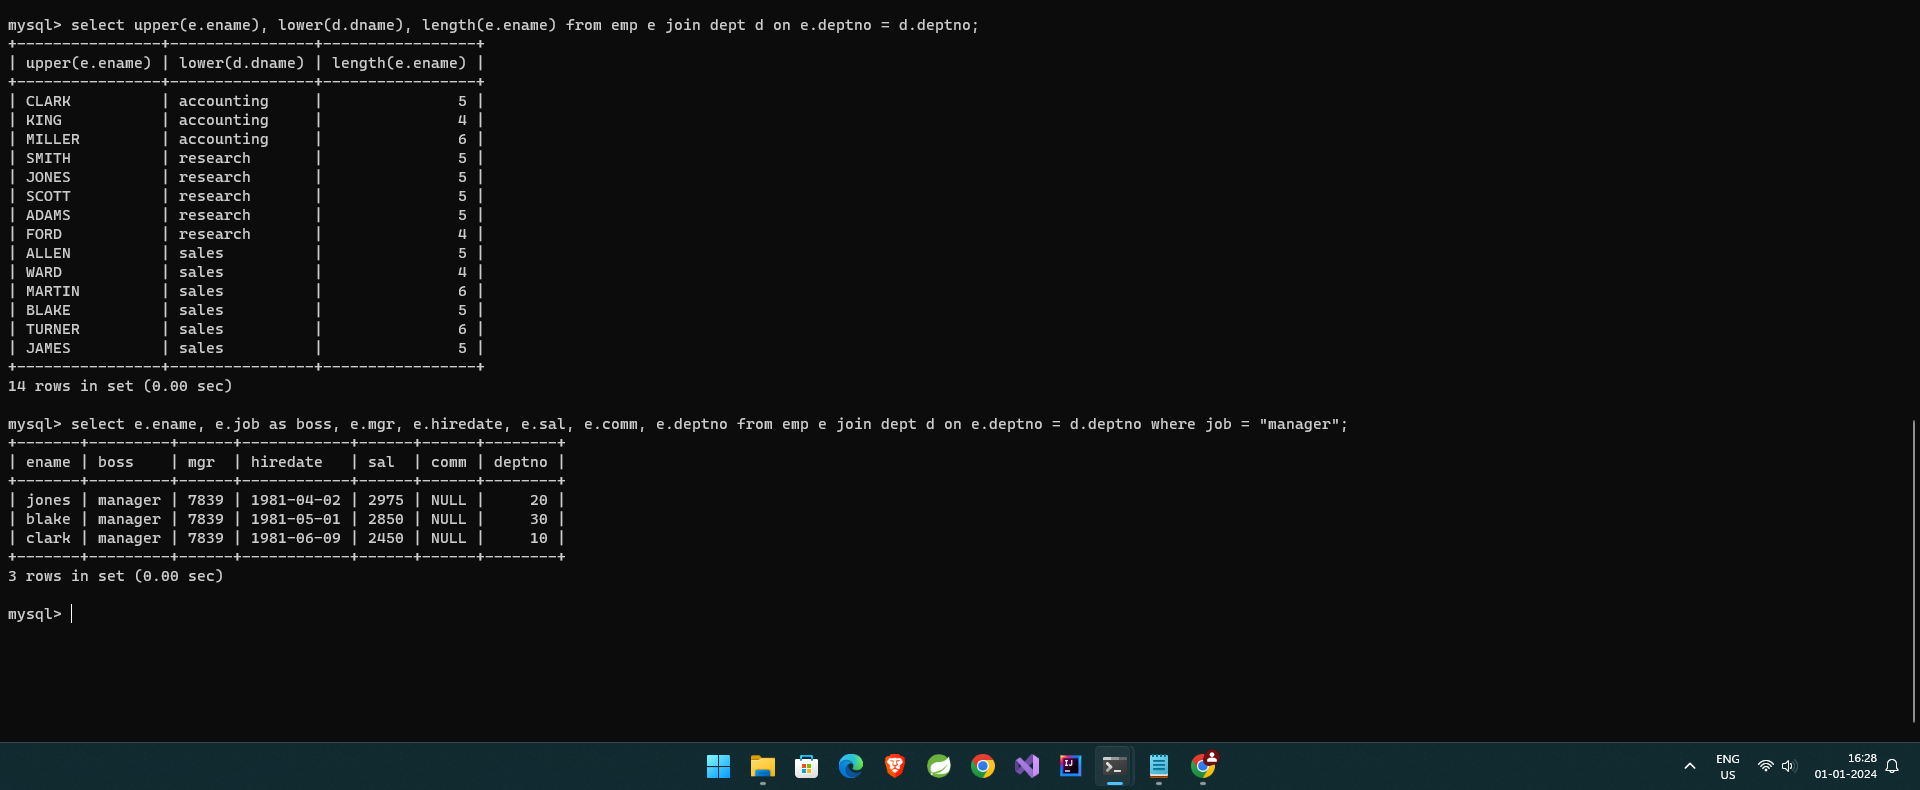 mysql> select upper(e.ename), lower(d.dname), length(e.ename) from emp e join dept d on e.deptno = d.deptno;
+----------------+----------------+-----------------+
| upper(e.ename) | lower(d.dname) | length(e.ename) |
+----------------+----------------+-----------------+
| CLARK          | accounting     |               5 |
| KING           | accounting     |               4 |
| MILLER         | accounting     |               6 |
| SMITH          | research       |               5 |
| JONES          | research       |               5 |
| SCOTT          | research       |               5 |
| ADAMS          | research       |               5 |
| FORD           | research       |               4 |
| ALLEN          | sales          |               5 |
| WARD           | sales          |               4 |
| MARTIN         | sales          |               6 |
| BLAKE          | sales          |               5 |
| TURNER         | sales          |               6 |
| JAMES          | sales          |               5 |
+----------------+----------------+-----------------+
14 rows in set (0.00 sec)
mysql> select e.ename, e.job as boss, e.mgr, e.hiredate, e.sal, e.comm, e.deptno from emp e join dept d on e.deptno = d.deptno where job = "manager";
+-------+---------+------+------------+------+------+--------+
| ename | boss    | mgr  | hiredate   | sal  | comm | deptno |
+-------+---------+------+------------+------+------+--------+
| jones | manager | 7839 | 1981-04-02 | 2975 | NULL |     20 |
| blake | manager | 7839 | 1981-05-01 | 2850 | NULL |     30 |
| clark | manager | 7839 | 1981-06-09 | 2450 | NULL |     10 |
+-------+---------+------+------------+------+------+--------+
3 rows in set (0.00 sec)
mysql>
ENG
US
16:28
01-01-2024